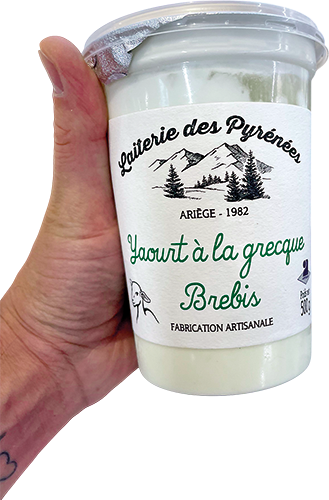 Laiterie des Pyrénées
ARIÈGE - 1982
Yaourt à la grecque
Brebis
FABRICATION ARTISANALE
500g